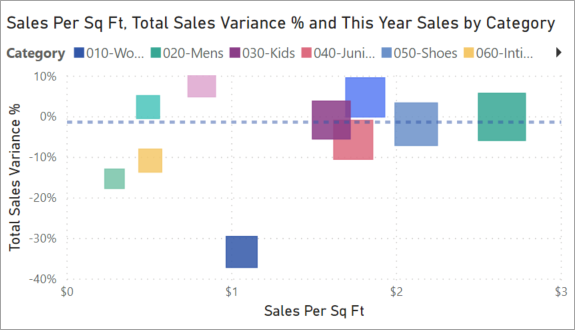 Sales Per Sq Ft, Total Sales Variance % and This Year Sales by Category
Category 010-Wo... 020-Mens 030-Kids 040-Juni... 050-Shoes 060-Inti...
Total Sales Variance %
10%
0%
-10%
-20%
-30%
-40%
$0 $1 $2 $3
Sales Per Sq Ft